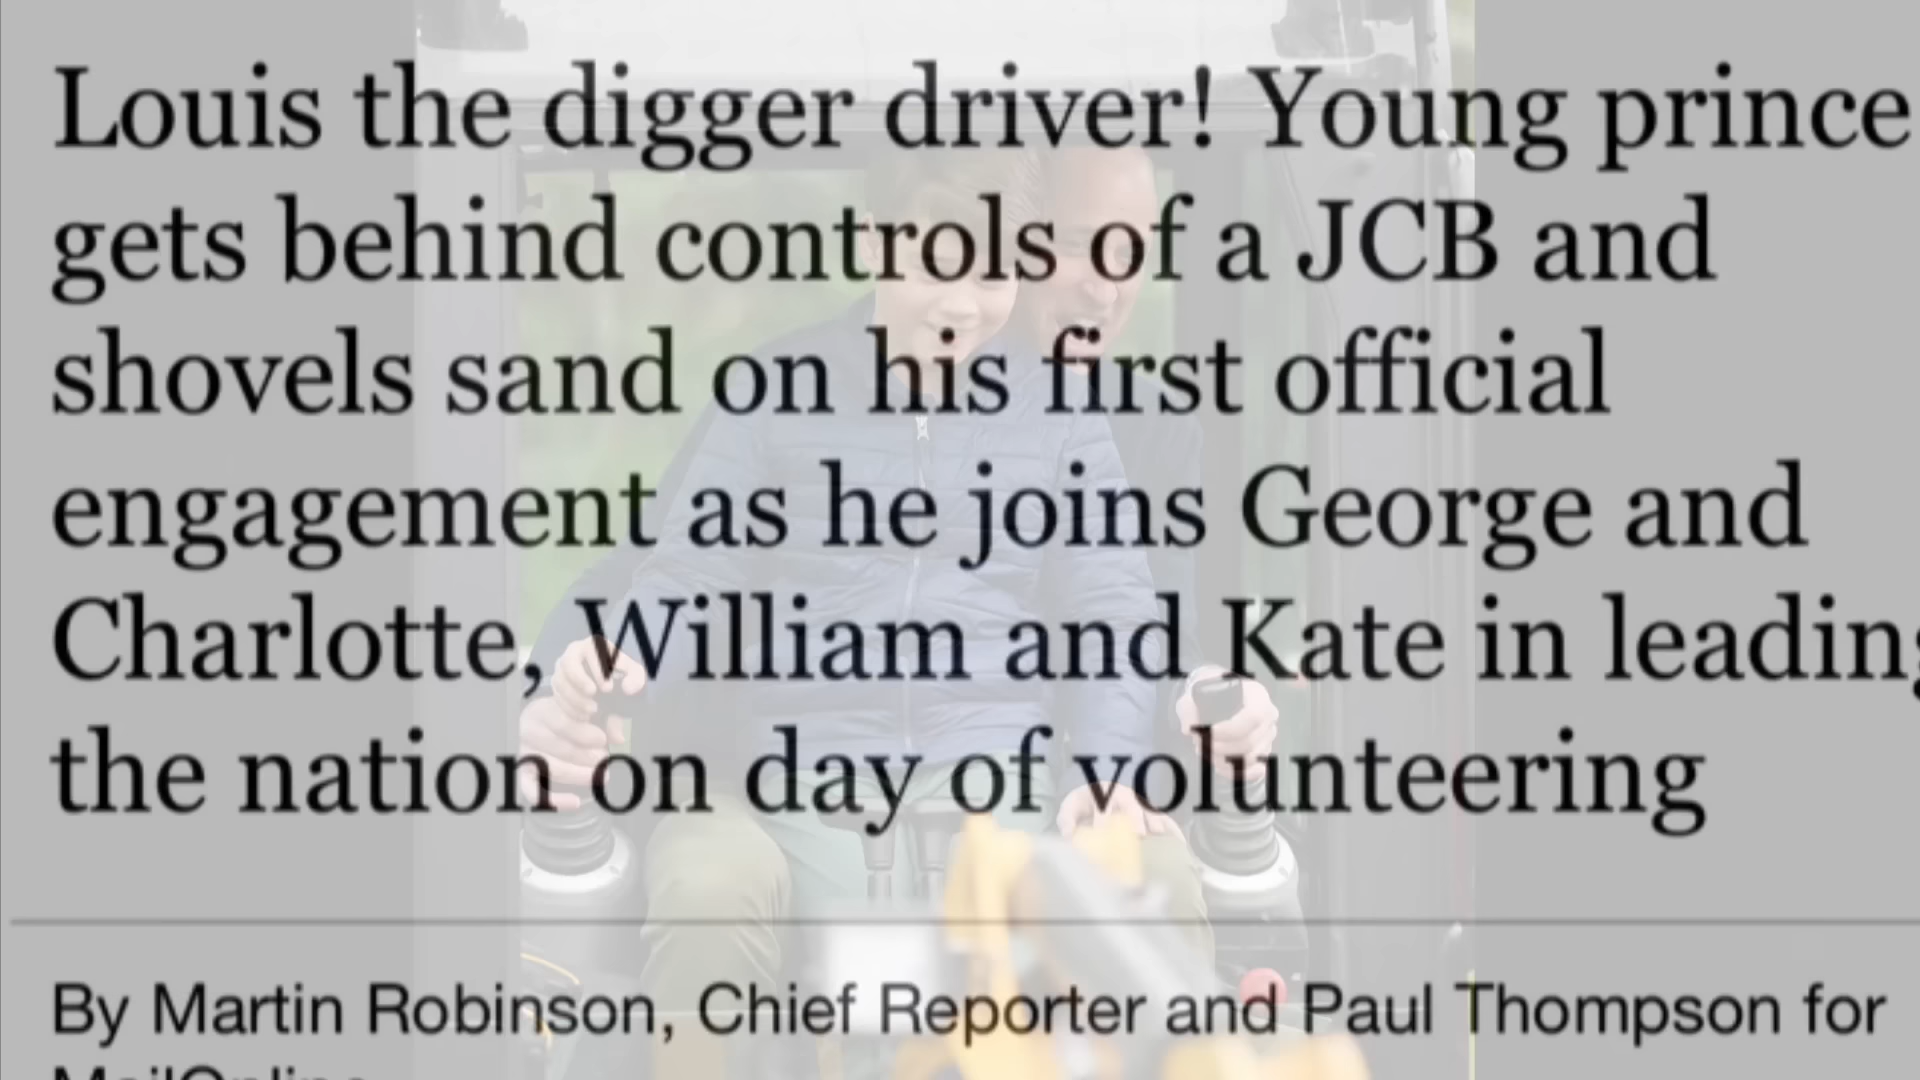 Louis the digger driver! Young prince
gets behind controls of a JCB and
shovels sand on his first official
engagement as he joins George and
Charlotte, William and Kate in leading
the nation on day of volunteering
By Martin Robinson, Chief Reporter and Paul Thompson for
MailOnline